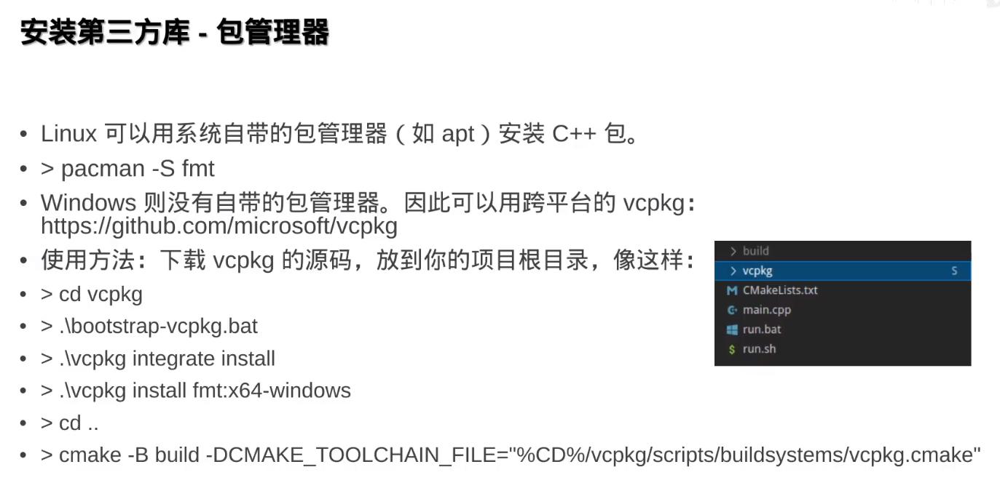 安装第三方库 - 包管理器
• Linux 可以用系统自带的包管理器（如 apt）安装 C++ 包。
• > pacman -S fmt
• Windows 则没有自带的包管理器。因此可以用跨平台的 vcpkg：
https://github.com/microsoft/vcpkg
• 使用方法：下载 vcpkg 的源码，放到你的项目根目录，像这样：
• > cd vcpkg
• > .\bootstrap-vcpkg.bat
• > .\vcpkg integrate install
• > .\vcpkg install fmt:x64-windows
• > cd ..
• > cmake -B build -DCMAKE_TOOLCHAIN_FILE="%CD%/vcpkg/scripts/buildsystems/vcpkg.cmake"
build
vcpkg S
CMakeLists.txt
main.cpp
run.bat
run.sh